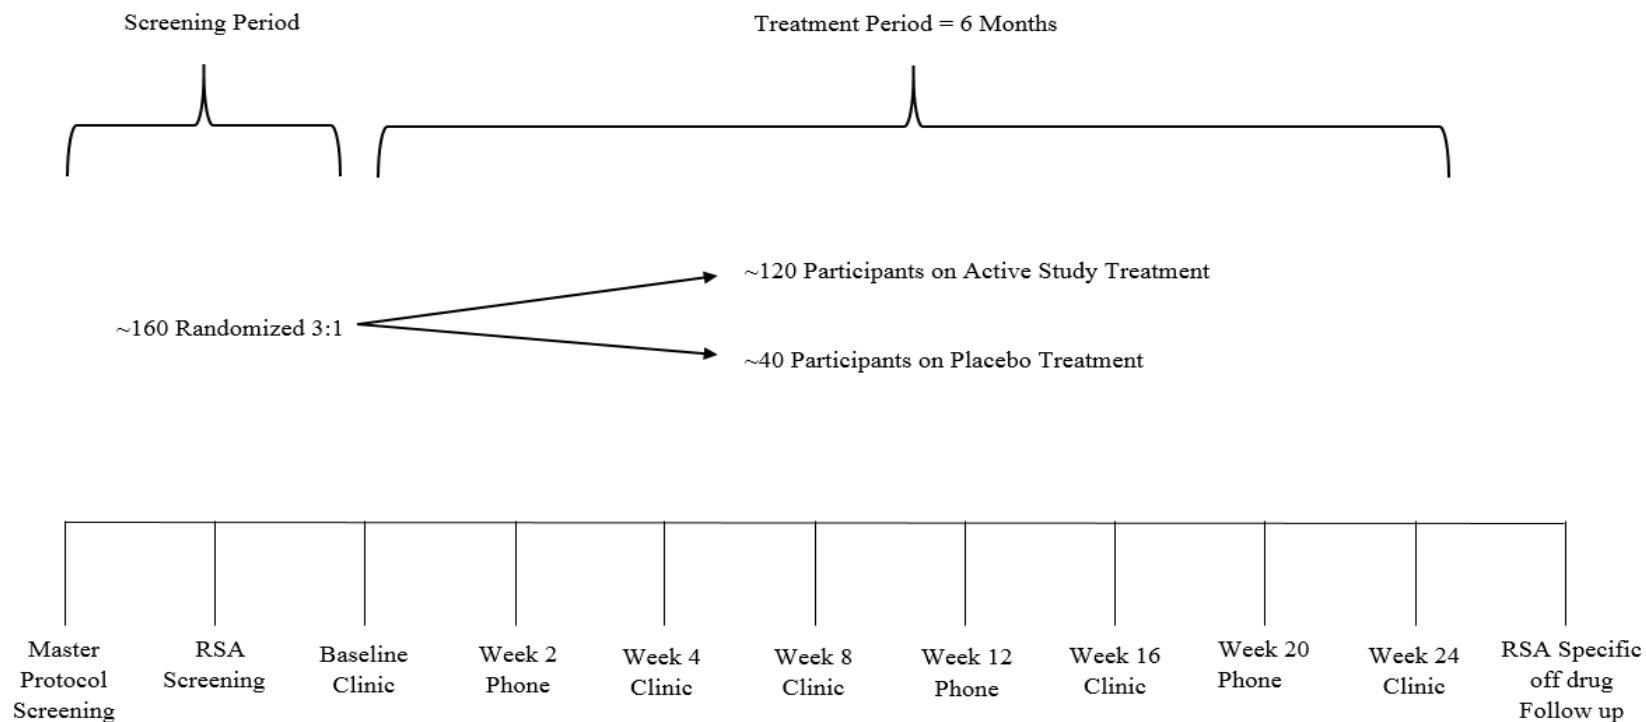 Screening Period
Treatment Period = 6 Months
~120 Participants on Active Study Treatment
~160 Randomized 3:1
~40 Participants on Placebo Treatment
Master
Protocol
Screening
RSA
Screening
Baseline
Clinic
Week 2
Phone
Week 4
Clinic
Week 8
Clinic
Week 12
Phone
Week 16
Clinic
Week 20
Phone
Week 24
Clinic
RSA Specific
off drug
Follow up